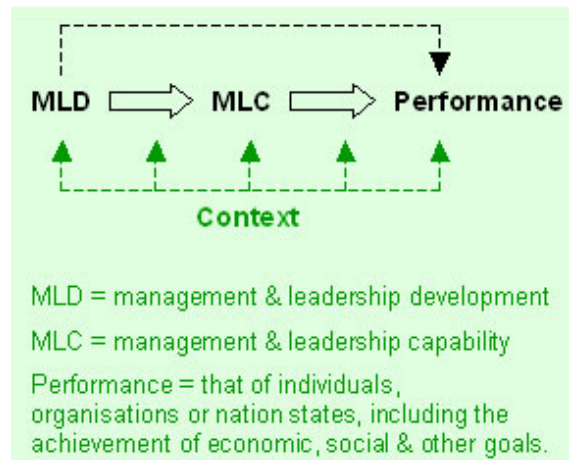 MLD MLC Performance
Context
MLD = management & leadership development
MLC = management & leadership capability
Performance = that of individuals,
organisations or nation states, including the
achievement of economic, social & other goals.